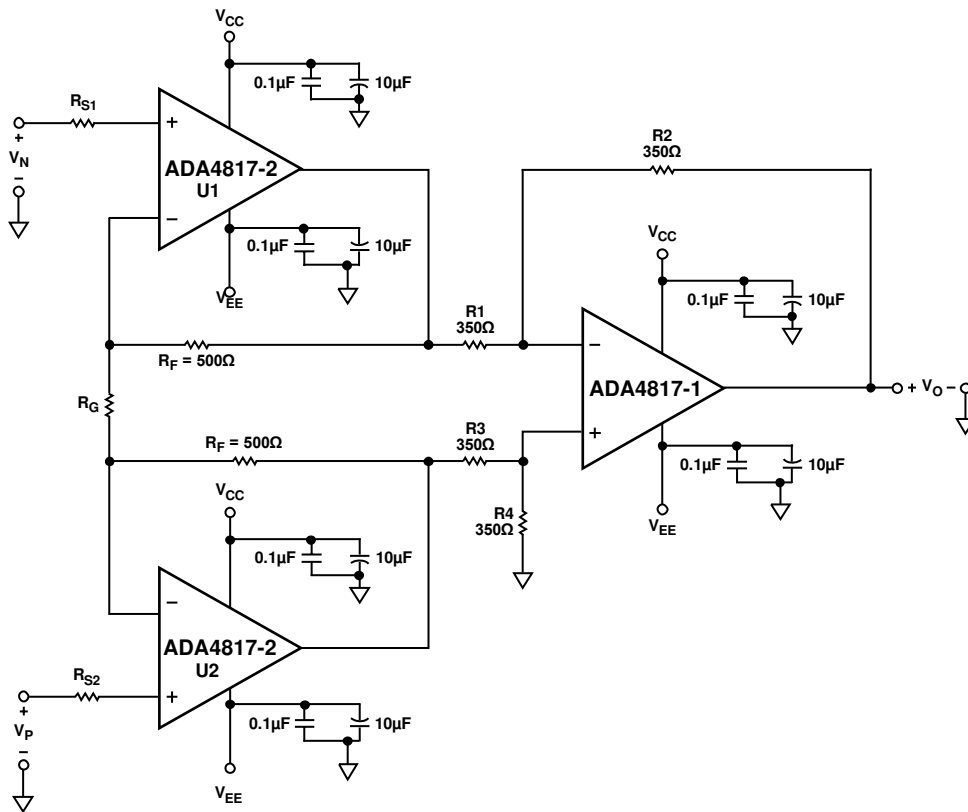 VCC
0.1µF
10µF
RS1
+
VN
−
+
ADA4817-2
U1
−
0.1µF
10µF
VEE
RF = 500Ω
RG
RF = 500Ω
VCC
0.1µF
10µF
−
ADA4817-2
U2
+
RS2
+
VP
−
0.1µF
10µF
VEE
R1
350Ω
R2
350Ω
R3
350Ω
R4
350Ω
VCC
0.1µF
10µF
−
ADA4817-1
+
+ VO −
0.1µF
10µF
VEE